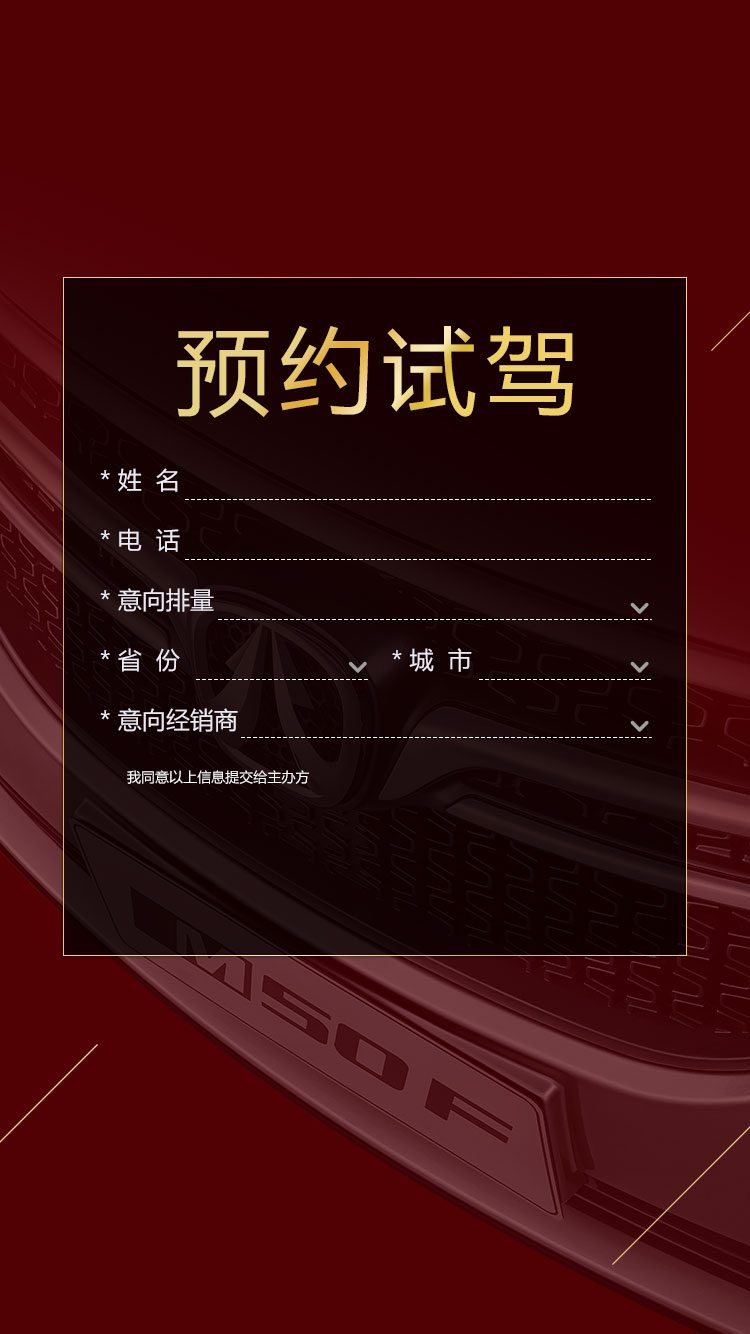 预约试驾
* 姓 名
* 电 话
* 意向排量
* 省 份 * 城 市
* 意向经销商
我同意以上信息提交给主办方
M50F